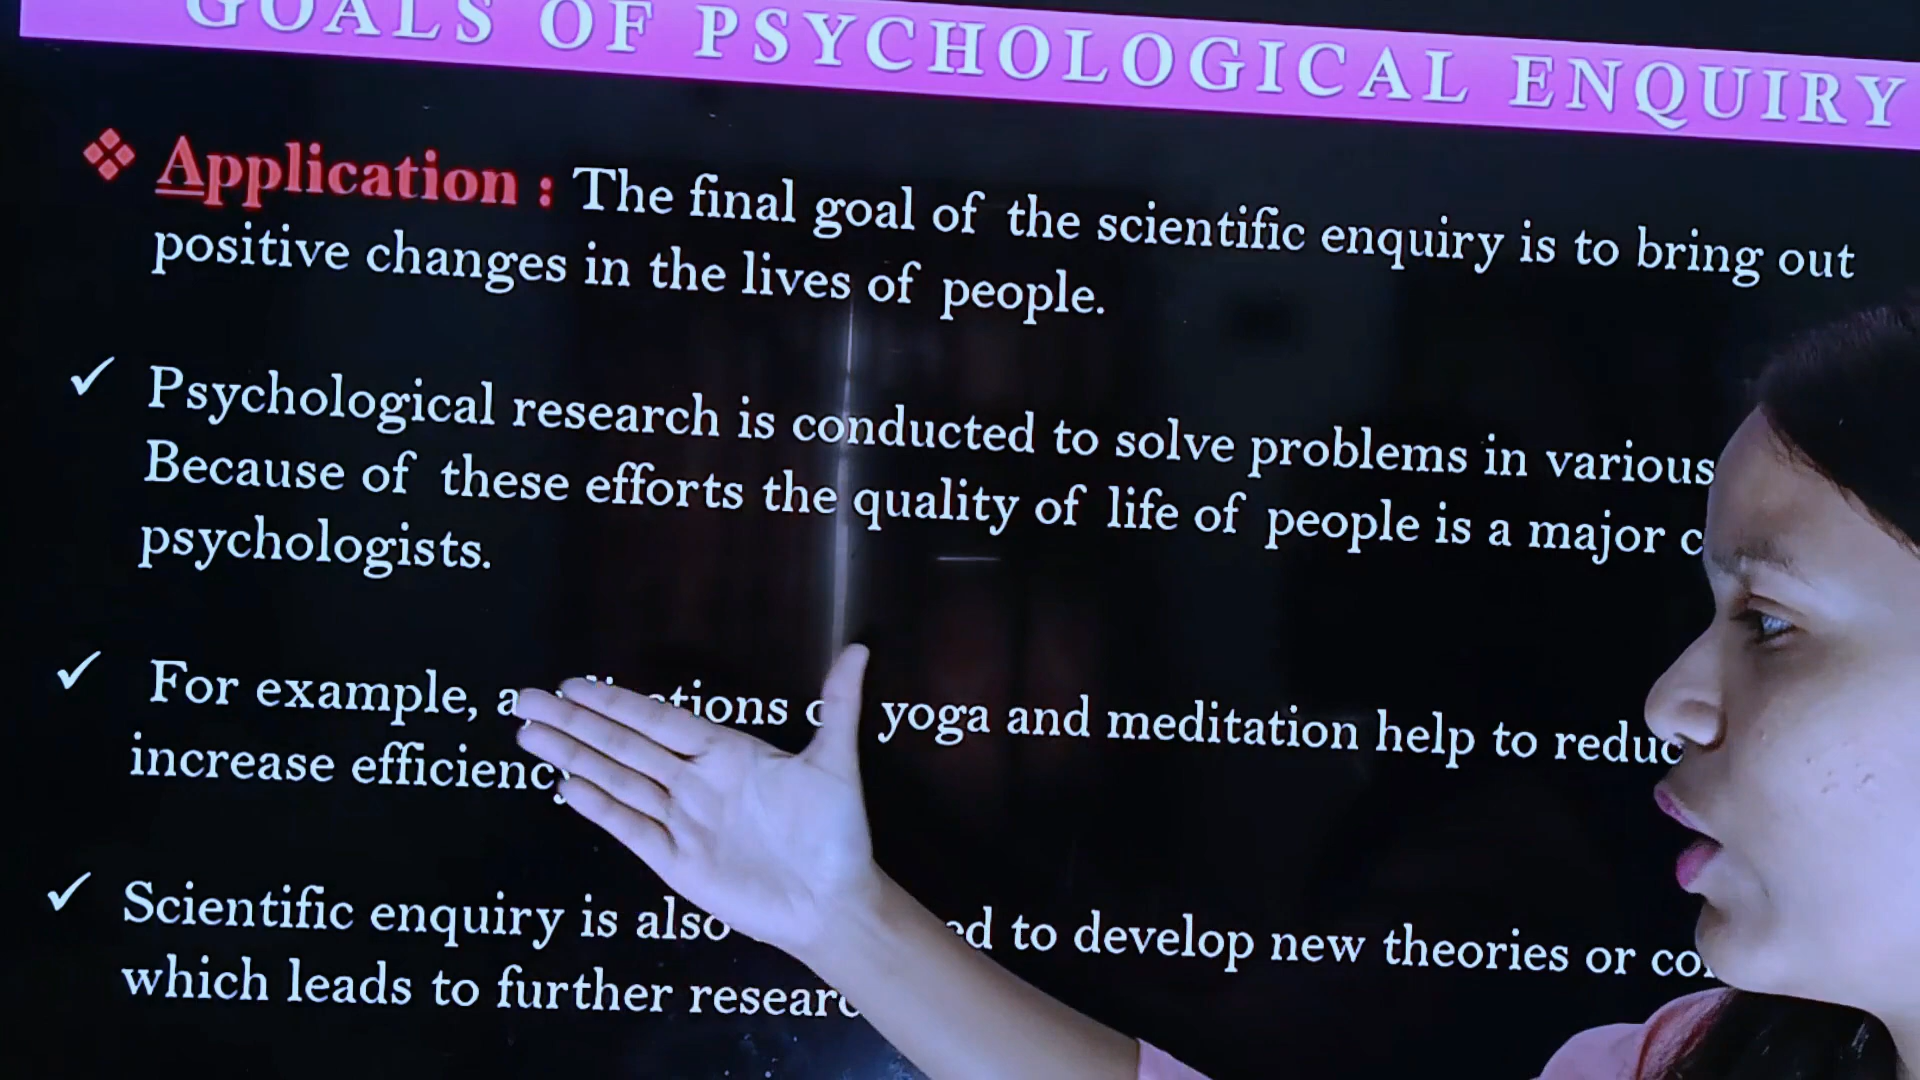 GOALS OF PSYCHOLOGICAL ENQUIRY
Application : The final goal of the scientific enquiry is to bring out
positive changes in the lives of people.
✓ Psychological research is conducted to solve problems in various
Because of these efforts the quality of life of people is a major
psychologists.
✓ For example, yoga and meditation help to
increase
✓ Scientific enquiry is also to develop new theories or
which leads to further